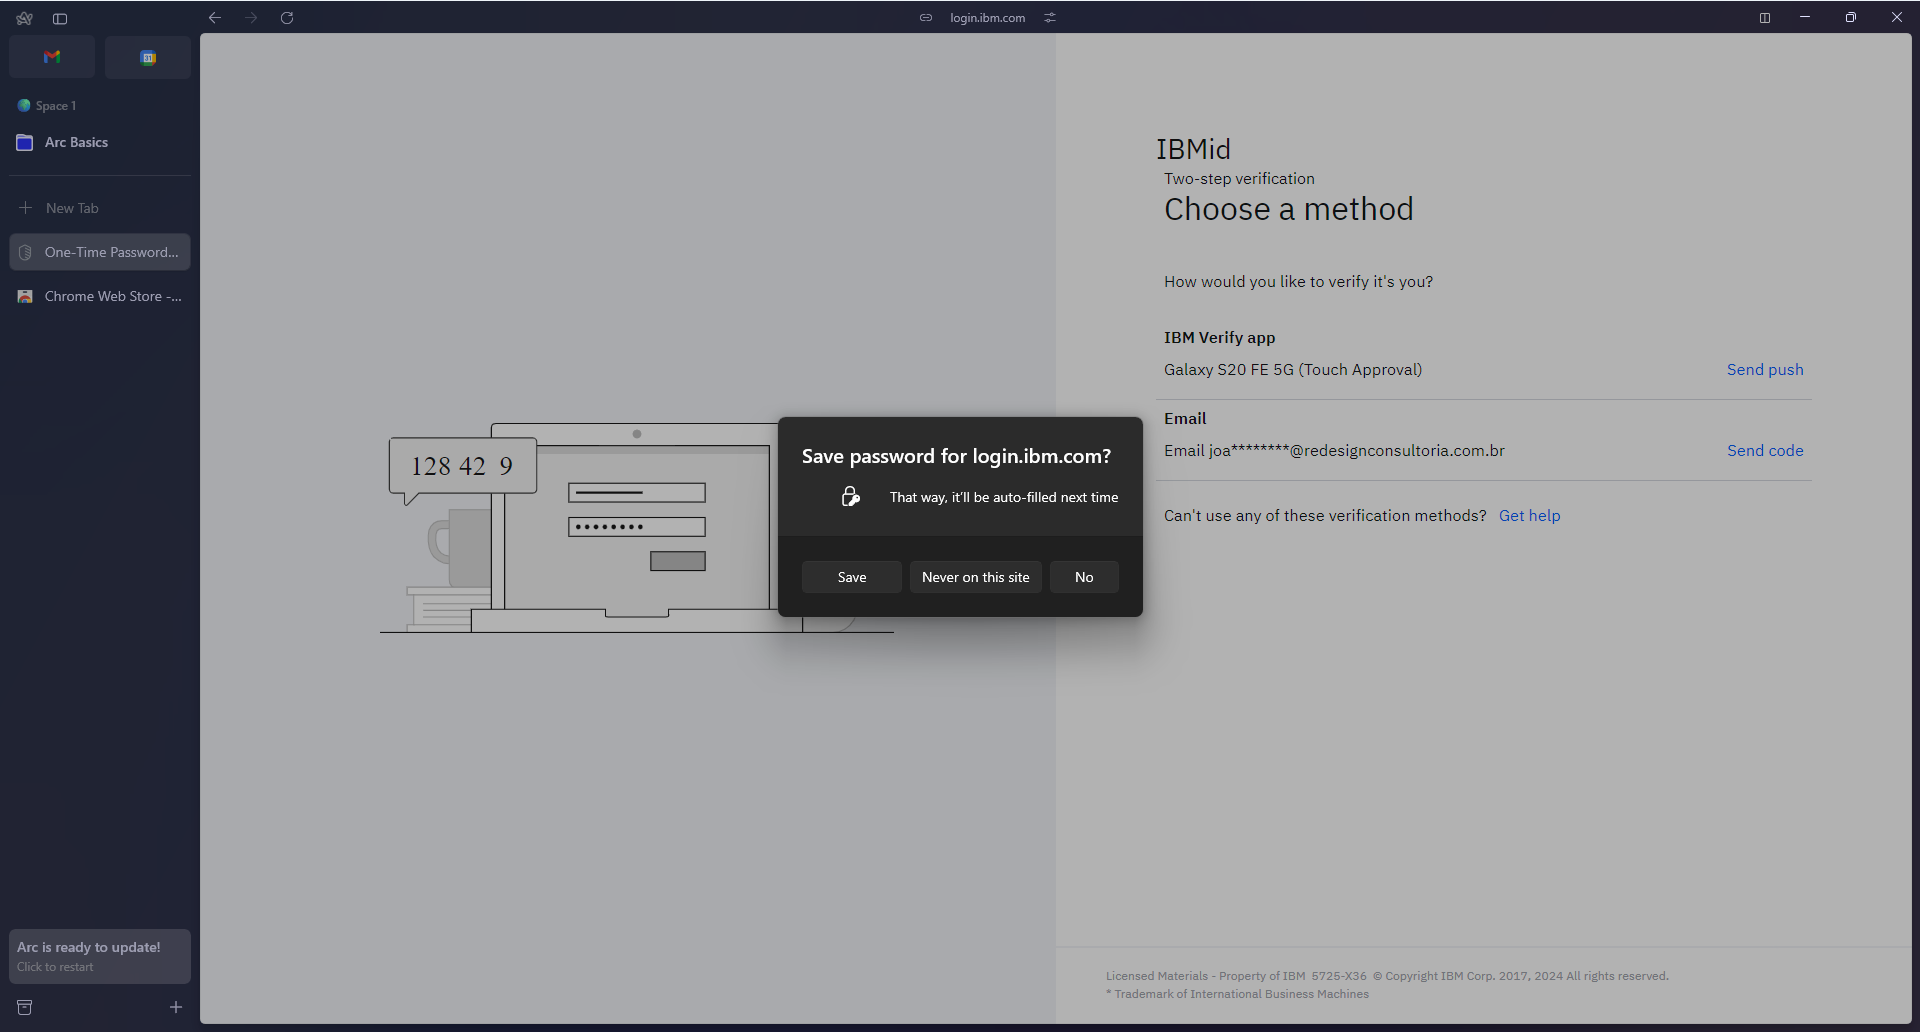 login.ibm.com
31
Space 1
Arc Basics
New Tab
One-Time Password...
Chrome Web Store -...
Arc is ready to update!
Click to restart
128 42 9
IBMid
Two-step verification
Choose a method
How would you like to verify it's you?
IBM Verify app
Galaxy S20 FE 5G (Touch Approval)
Send push
Email
Email joa********@redesignconsultoria.com.br
Send code
Can't use any of these verification methods? Get help
Save password for login.ibm.com?
That way, it'll be auto-filled next time
Save
Never on this site
No
Licensed Materials - Property of IBM 5725-X36 © Copyright IBM Corp. 2017, 2024 All rights reserved.
* Trademark of International Business Machines